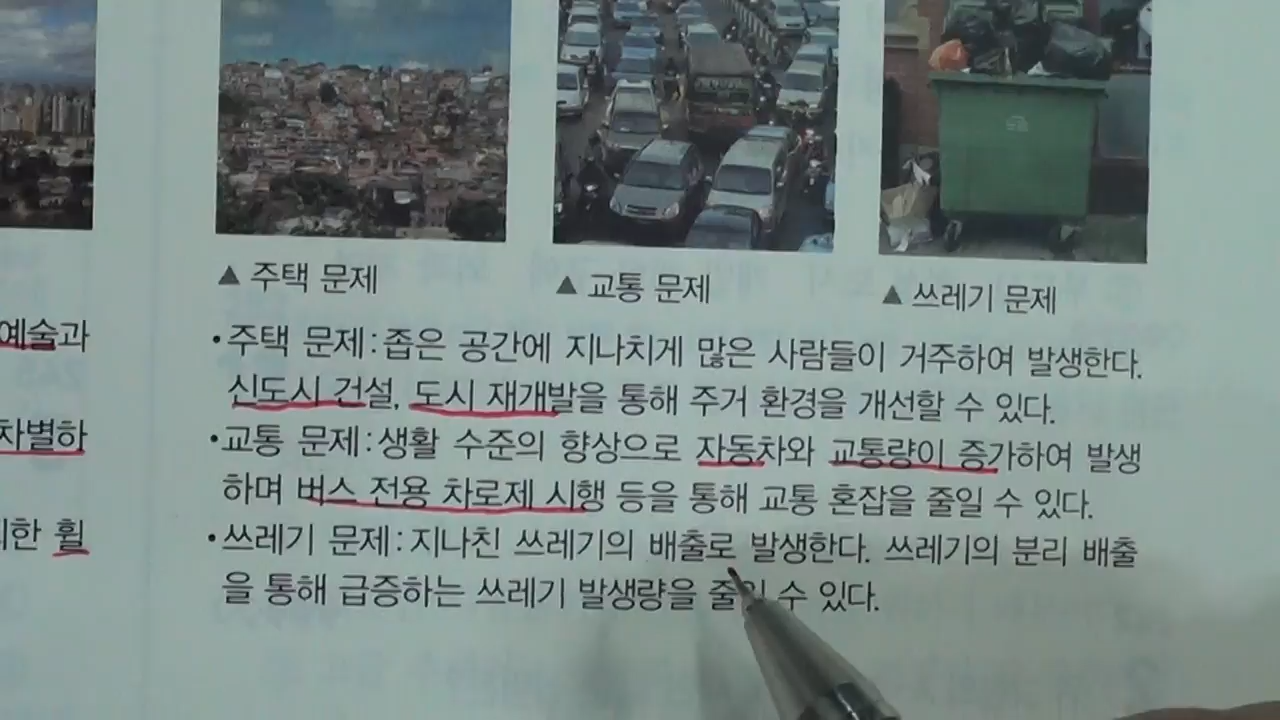 예술과
차별하
한 휠
▲ 주택 문제
▲ 교통 문제
▲ 쓰레기 문제
• 주택 문제 : 좁은 공간에 지나치게 많은 사람들이 거주하여 발생한다.
신도시 건설, 도시 재개발을 통해 주거 환경을 개선할 수 있다.
• 교통 문제 : 생활 수준의 향상으로 자동차와 교통량이 증가하여 발생
하며 버스 전용 차로제 시행 등을 통해 교통 혼잡을 줄일 수 있다.
• 쓰레기 문제 : 지나친 쓰레기의 배출로 발생한다. 쓰레기의 분리 배출
을 통해 급증하는 쓰레기 발생량을 줄일 수 있다.